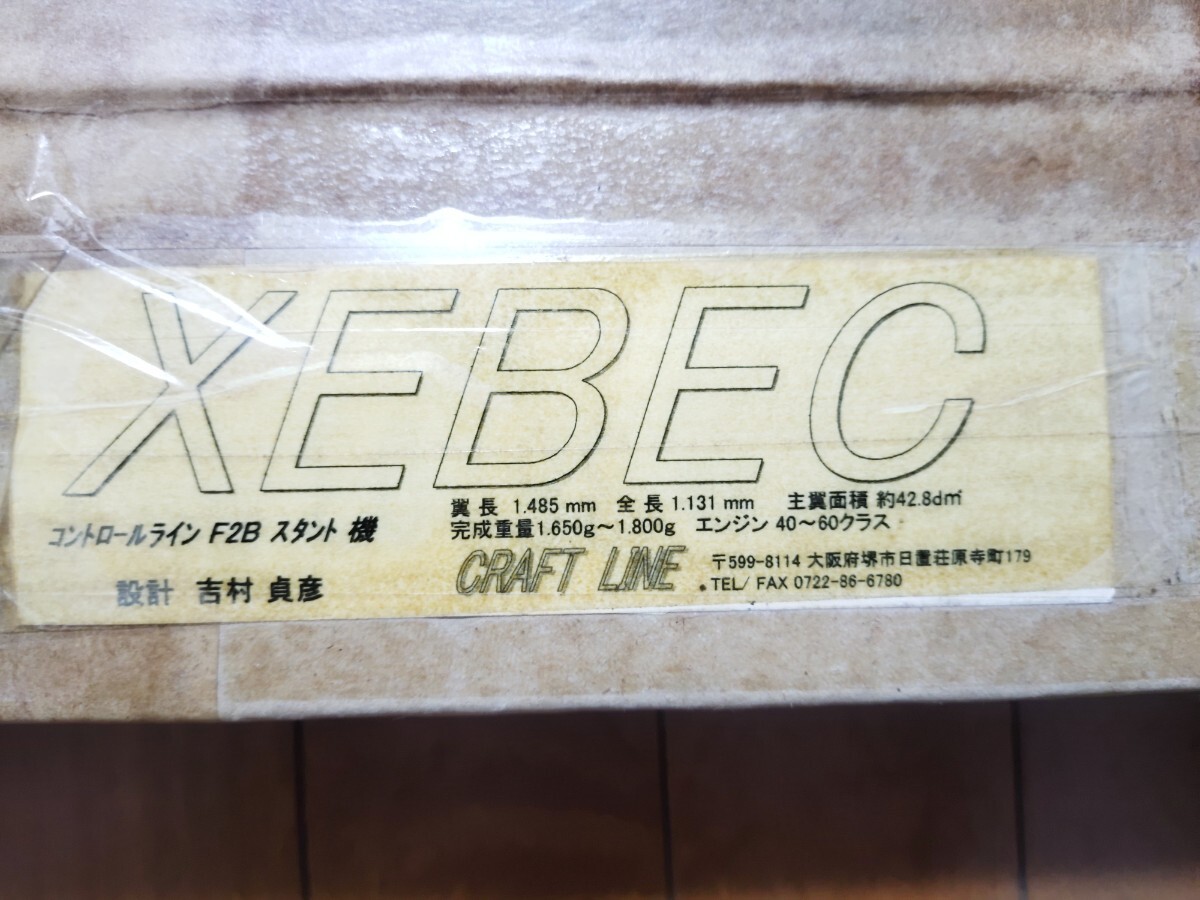 XEBEC
翼長 1.485mm 全長1.131mm 主翼面積 約42.8d㎡
コントロールライン F2B スタント 機
完成重量1.650g～1.800g エンジン 40～60クラス
設計 吉村 貞彦
CRAFT LINE
〒599-8114 大阪府堺市日置荘原寺町179
TEL/ FAX 0722-86-6780